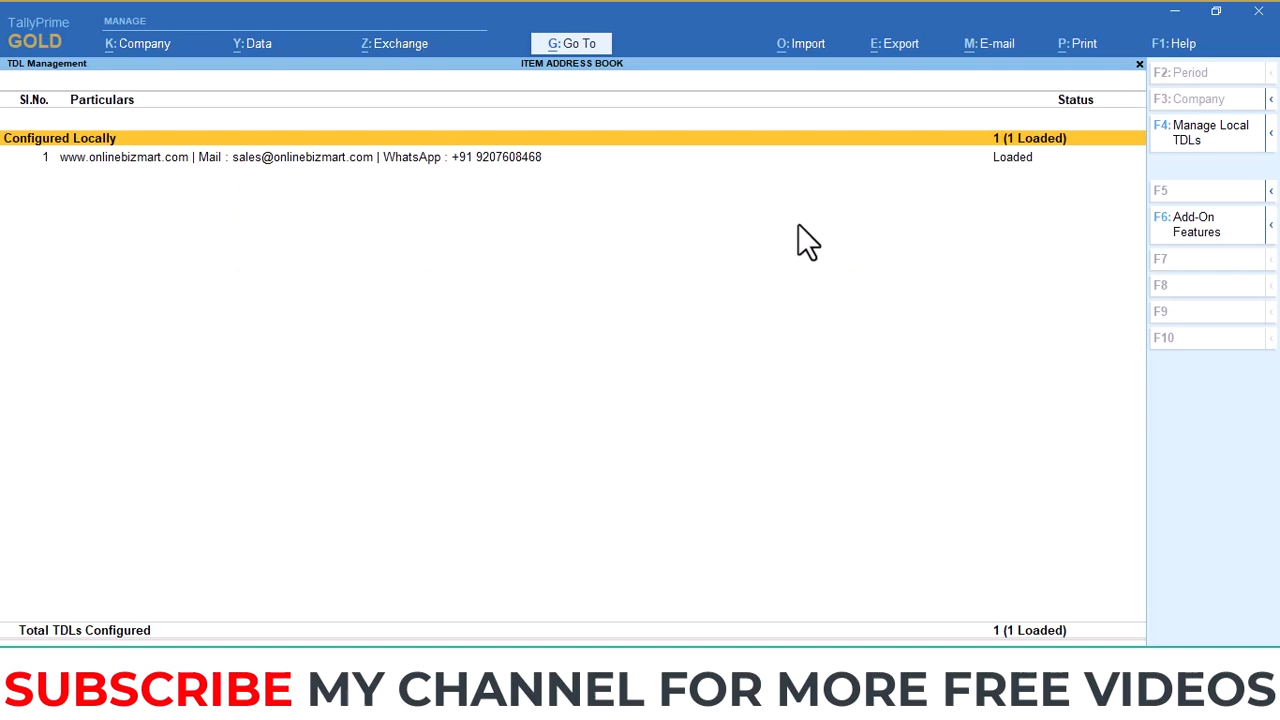 TallyPrime
GOLD
MANAGE
K: Company
Y: Data
Z: Exchange
G: Go To
O: Import
E: Export
M: E-mail
P: Print
F1: Help
TDL Management
ITEM ADDRESS BOOK
F2: Period
F3: Company
F4: Manage Local
TDLs
F5
F6: Add-On
Features
F7
F8
F9
F10
Sl.No. Particulars Status
Configured Locally 1 (1 Loaded)
1 www.onlinebizmart.com | Mail : sales@onlinebizmart.com | WhatsApp : +91 9207608468 Loaded
Total TDLs Configured 1 (1 Loaded)
SUBSCRIBE MY CHANNEL FOR MORE FREE VIDEOS